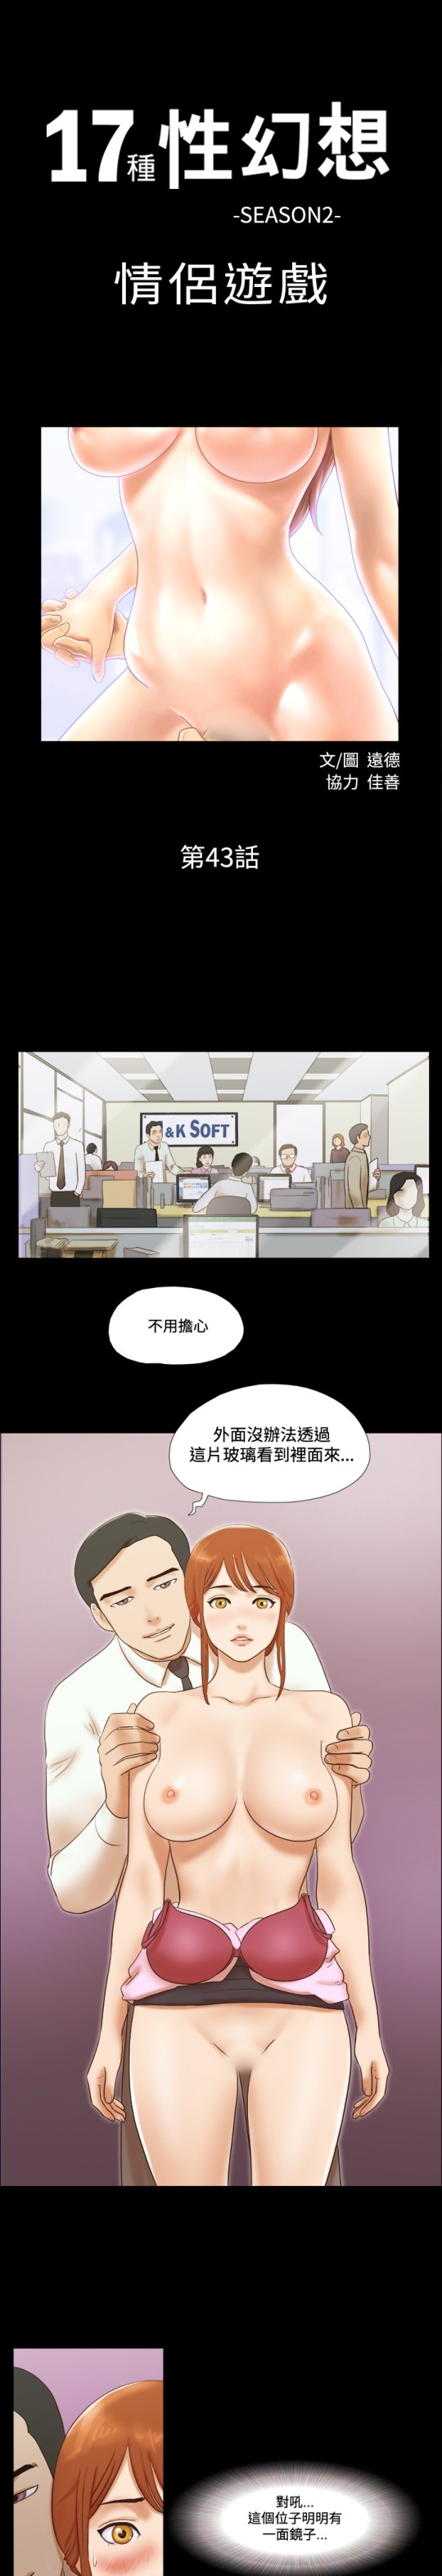 17種性幻想
-SEASON2-
情侶遊戲
文/圖 遠德
協力 佳善
第43話
&K SOFT
不用擔心
外面沒辦法透過
這片玻璃看到裡面來...
對吼...
這個位子明明有
一面鏡子...